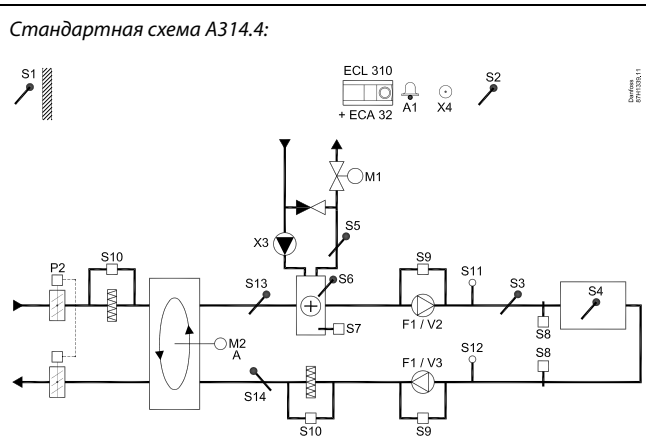 Стандартная схема A314.4:
S1
ECL 310
+ ECA 32
A1
X4
S2
Danfoss
87H1339.11
M1
X3
S5
P2
S10
S13
S6
S9
S11
S3
S4
S7
F1 / V2
S8
M2
A
F1 / V3
S12
S8
S14
S10
S9